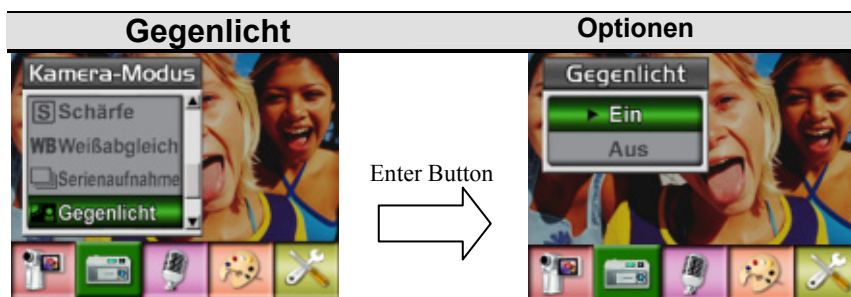 Gegenlicht
Optionen
Kamera-Modus
S Schärfe
WB Weißabgleich
Serienaufnahme
Gegenlicht
Enter Button
Gegenlicht
Ein
Aus